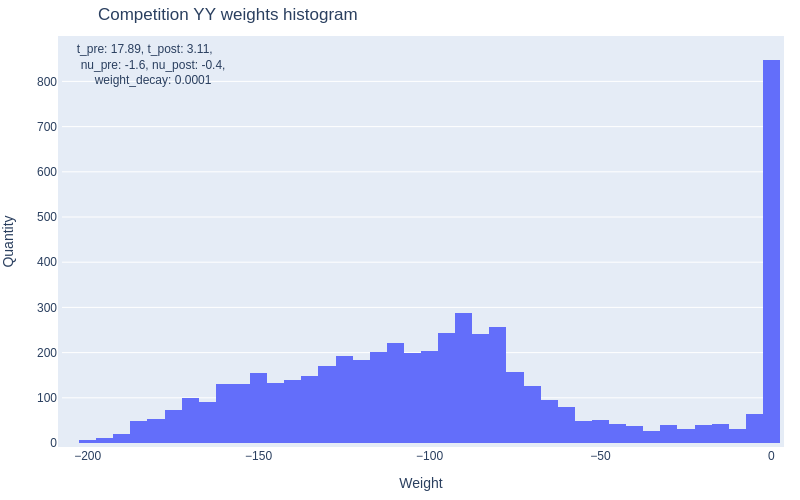 Competition YY weights histogram
t_pre: 17.89, t_post: 3.11,
nu_pre: -1.6, nu_post: -0.4,
weight_decay: 0.0001
800
700
600
500
400
300
200
100
0
Quantity
−200 −150 −100 −50 0
Weight